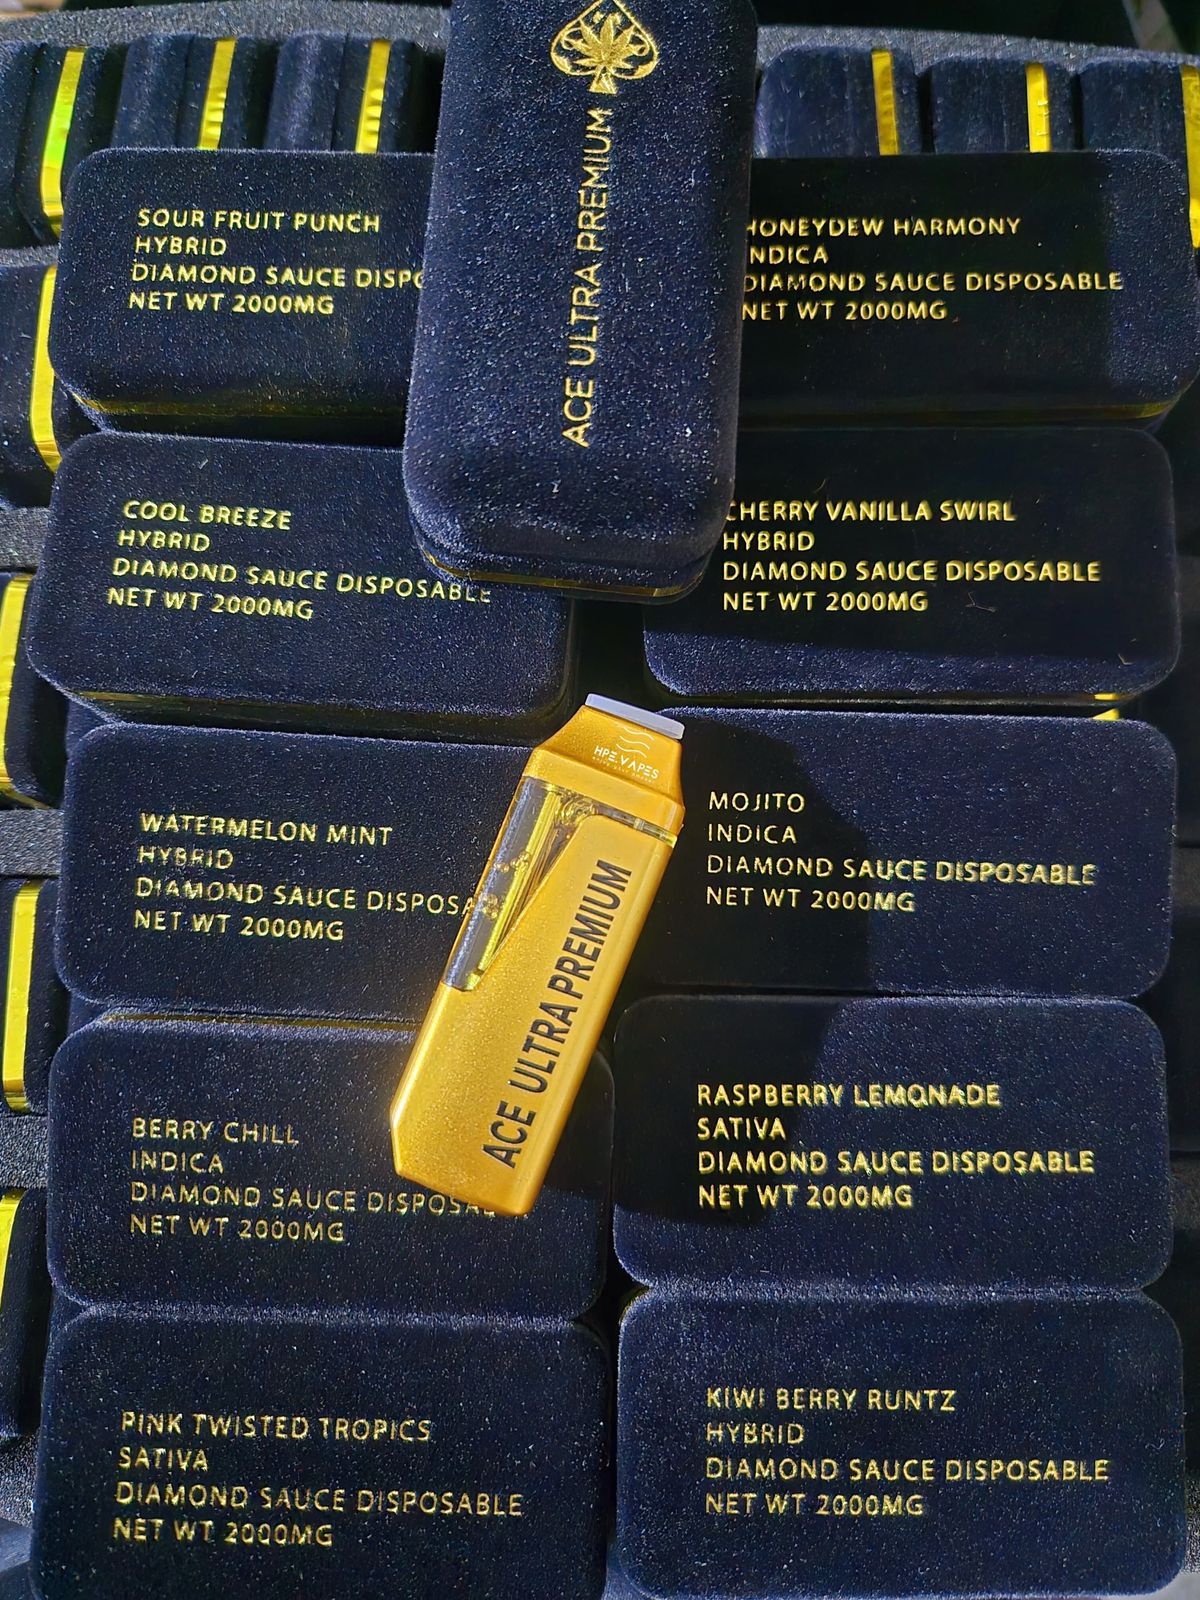 ACE ULTRA PREMIUM
SOUR FRUIT PUNCH
HYBRID
DIAMOND SAUCE DISPO
NET WT 2000MG
HONEYDEW HARMONY
INDICA
DIAMOND SAUCE DISPOSABLE
NET WT 2000MG
COOL BREEZE
HYBRID
DIAMOND SAUCE DISPOSABLE
NET WT 2000MG
CHERRY VANILLA SWIRL
HYBRID
DIAMOND SAUCE DISPOSABLE
NET WT 2000MG
HPE.VAPES
ACE ULTRA PREMIUM
WATERMELON MINT
HYBRID
DIAMOND SAUCE DISPOSA
NET WT 2000MG
MOJITO
INDICA
DIAMOND SAUCE DISPOSABLE
NET WT 2000MG
BERRY CHILL
INDICA
DIAMOND SAUCE DISPOSABLE
NET WT 2000MG
RASPBERRY LEMONADE
SATIVA
DIAMOND SAUCE DISPOSABLE
NET WT 2000MG
PINK TWISTED TROPICS
SATIVA
DIAMOND SAUCE DISPOSABLE
NET WT 2000MG
KIWI BERRY RUNTZ
HYBRID
DIAMOND SAUCE DISPOSABLE
NET WT 2000MG